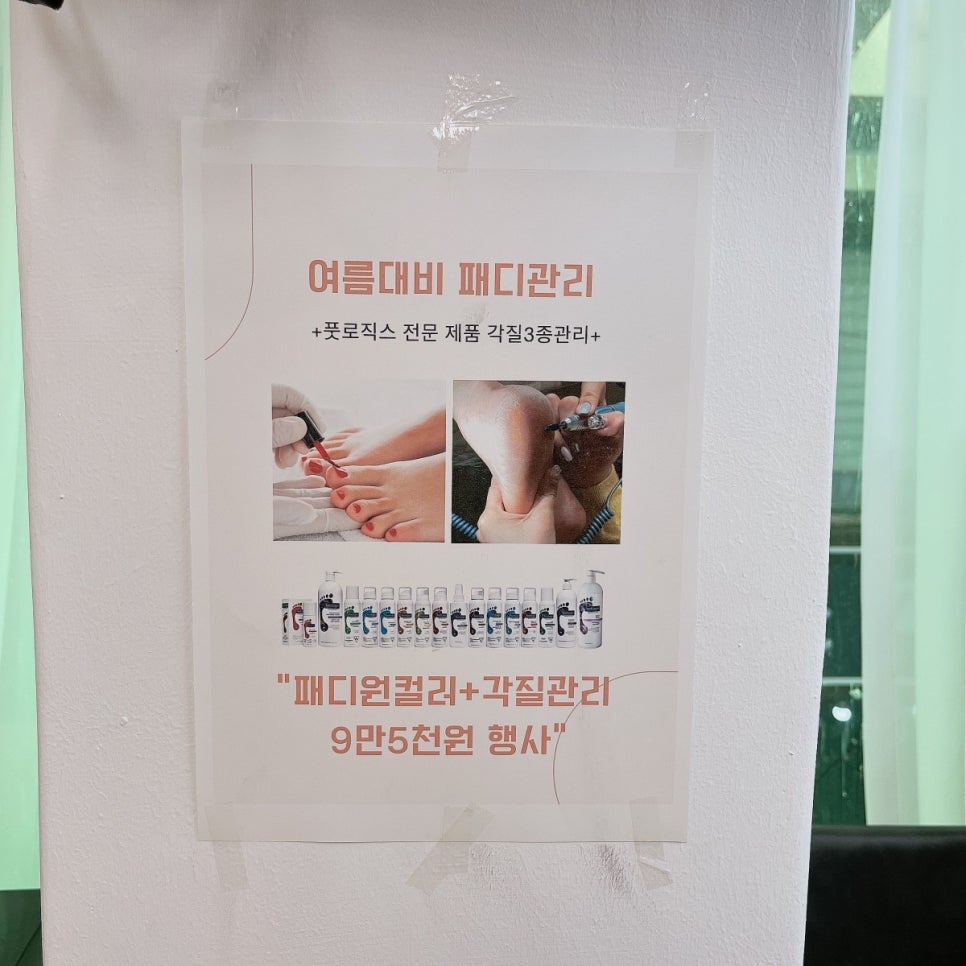 여름대비 패디관리
+풋로직스 전문 제품 각질3종관리+
"패디원컬러+각질관리
9만5천원 행사"